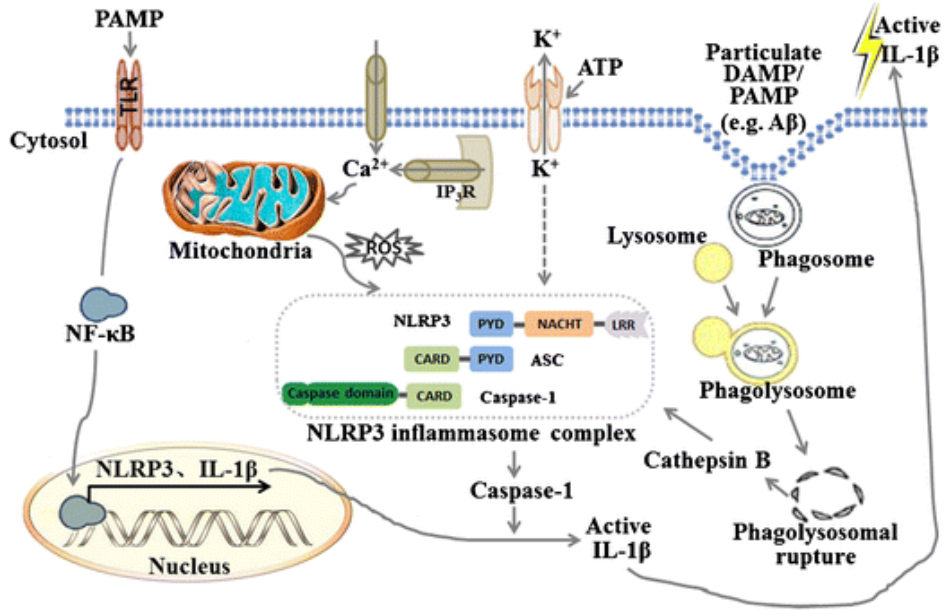 PAMP
TLR
Cytosol
Ca²⁺
IP₃R
K⁺
ATP
K⁺
Particulate
DAMP/
PAMP
(e.g. Aβ)
Active
IL-1β
Mitochondria
ROS
Lysosome
Phagosome
Phagolysosome
NF-κB
NLRP3
PYD
NACHT
LRR
CARD
PYD
ASC
Caspase domain
CARD
Caspase-1
NLRP3 inflammasome complex
Cathepsin B
Phagolysosomal
rupture
Caspase-1
Active
IL-1β
NLRP3、IL-1β
Nucleus